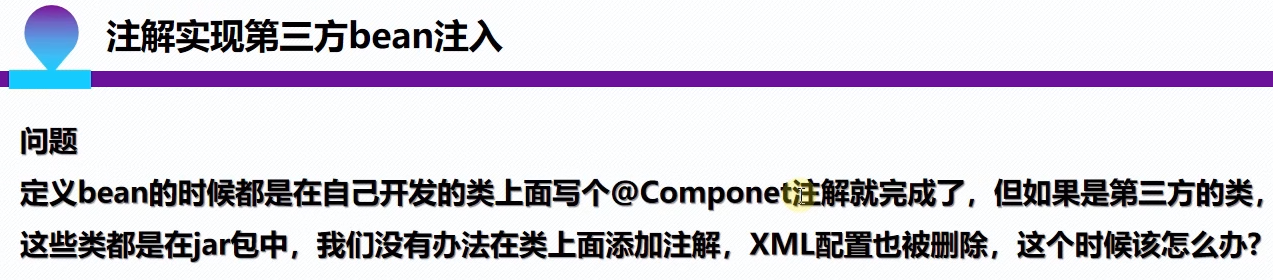 注解实现第三方bean注入
问题
定义bean的时候都是在自己开发的类上面写个@Componet注解就完成了，但如果是第三方的类，
这些类都是在jar包中，我们没有办法在类上面添加注解，XML配置也被删除，这个时候该怎么办?